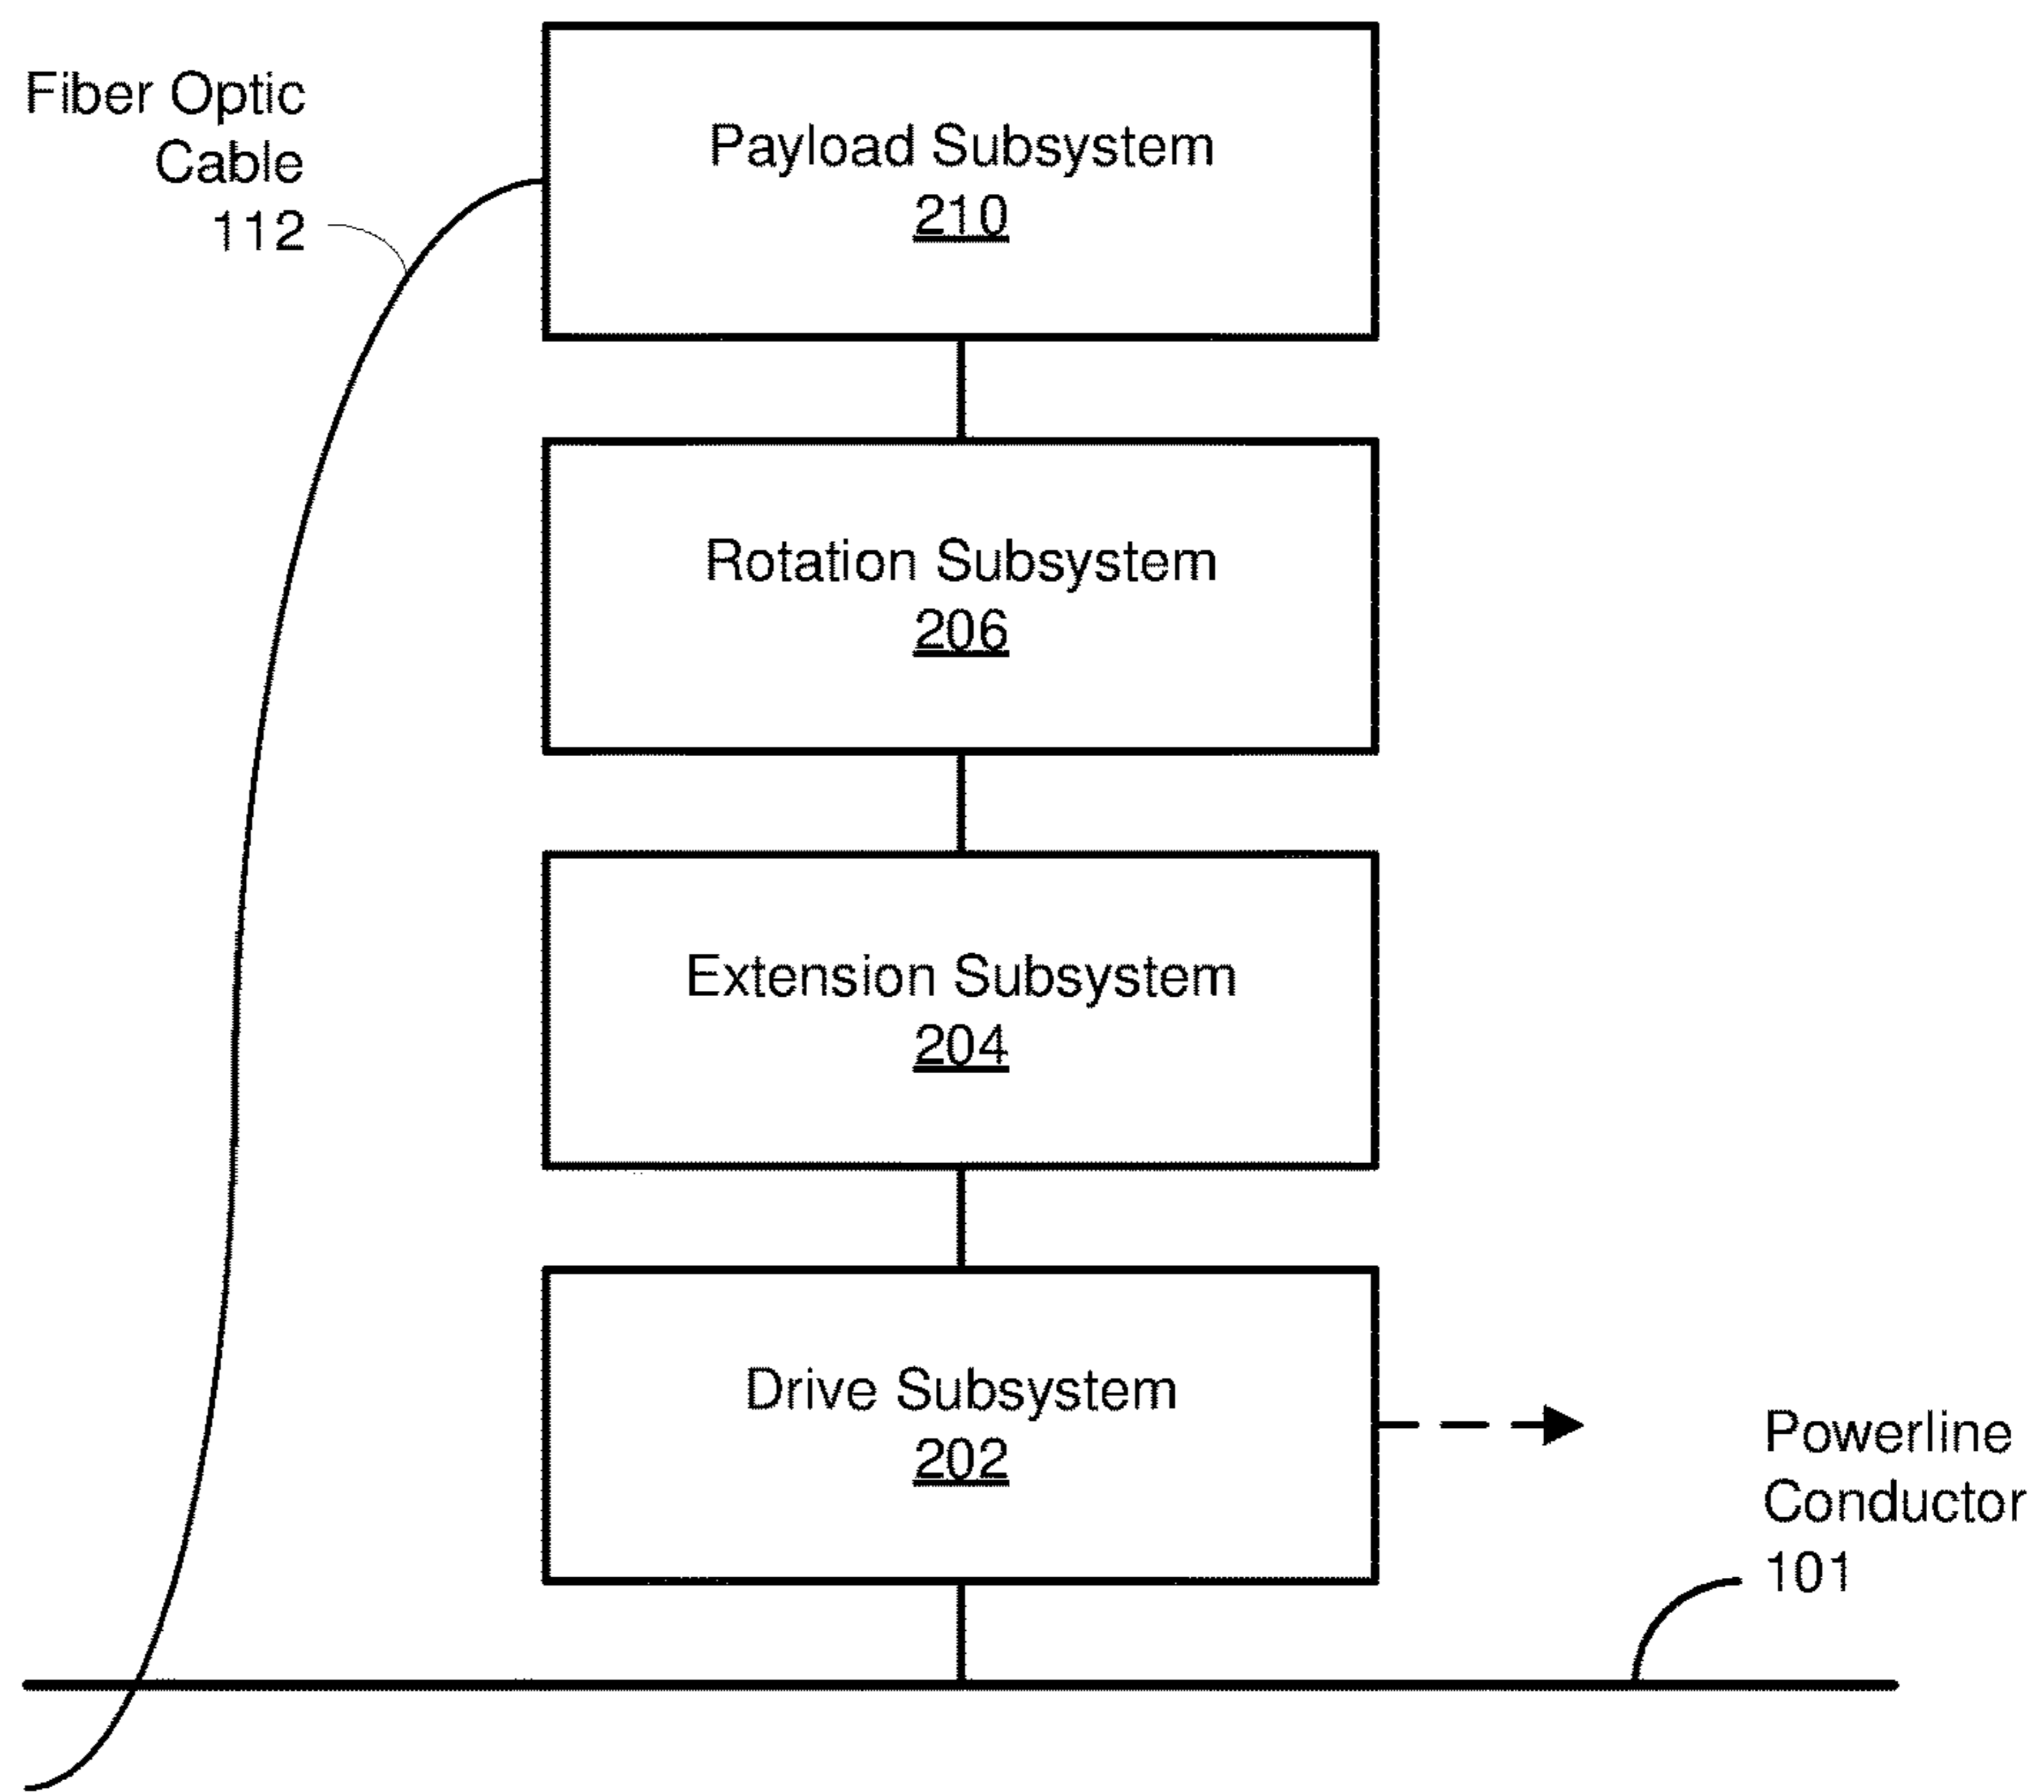 Fiber Optic
Cable
112
Payload Subsystem
210
Rotation Subsystem
206
Extension Subsystem
204
Drive Subsystem
202
Powerline
Conductor
101